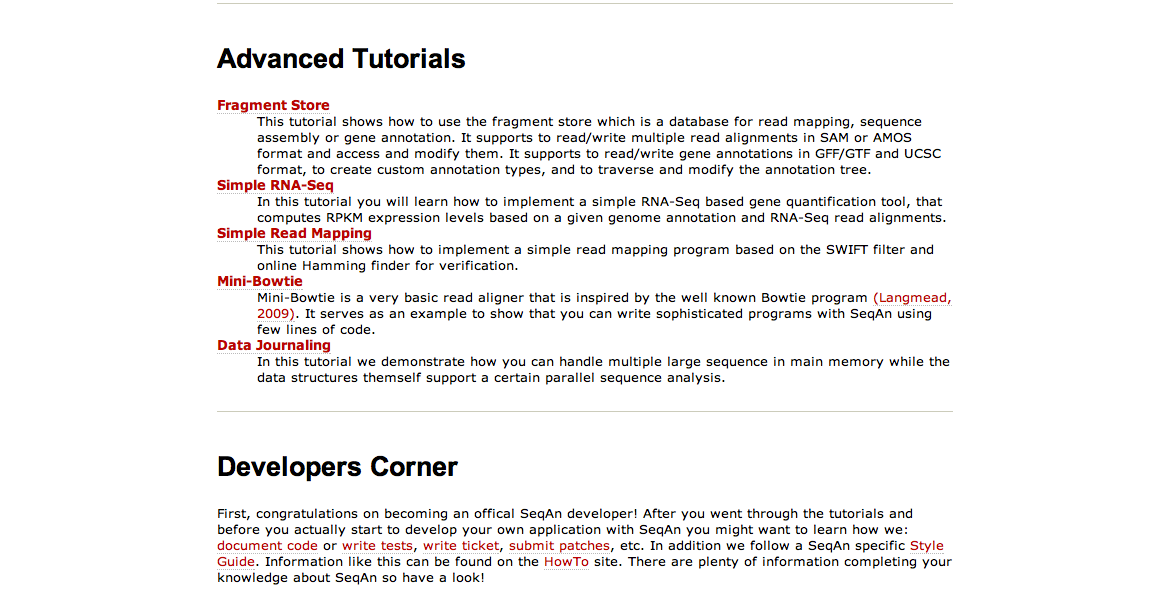 Advanced Tutorials
Fragment Store
This tutorial shows how to use the fragment store which is a database for read mapping, sequence
assembly or gene annotation. It supports to read/write multiple read alignments in SAM or AMOS
format and access and modify them. It supports to read/write gene annotations in GFF/GTF and UCSC
format, to create custom annotation types, and to traverse and modify the annotation tree.
Simple RNA-Seq
In this tutorial you will learn how to implement a simple RNA-Seq based gene quantification tool, that
computes RPKM expression levels based on a given genome annotation and RNA-Seq read alignments.
Simple Read Mapping
This tutorial shows how to implement a simple read mapping program based on the SWIFT filter and
online Hamming finder for verification.
Mini-Bowtie
Mini-Bowtie is a very basic read aligner that is inspired by the well known Bowtie program (Langmead,
2009). It serves as an example to show that you can write sophisticated programs with SeqAn using
few lines of code.
Data Journaling
In this tutorial we demonstrate how you can handle multiple large sequence in main memory while the
data structures themself support a certain parallel sequence analysis.
Developers Corner
First, congratulations on becoming an offical SeqAn developer! After you went through the tutorials and
before you actually start to develop your own application with SeqAn you might want to learn how we:
document code or write tests, write ticket, submit patches, etc. In addition we follow a SeqAn specific Style
Guide. Information like this can be found on the HowTo site. There are plenty of information completing your
knowledge about SeqAn so have a look!